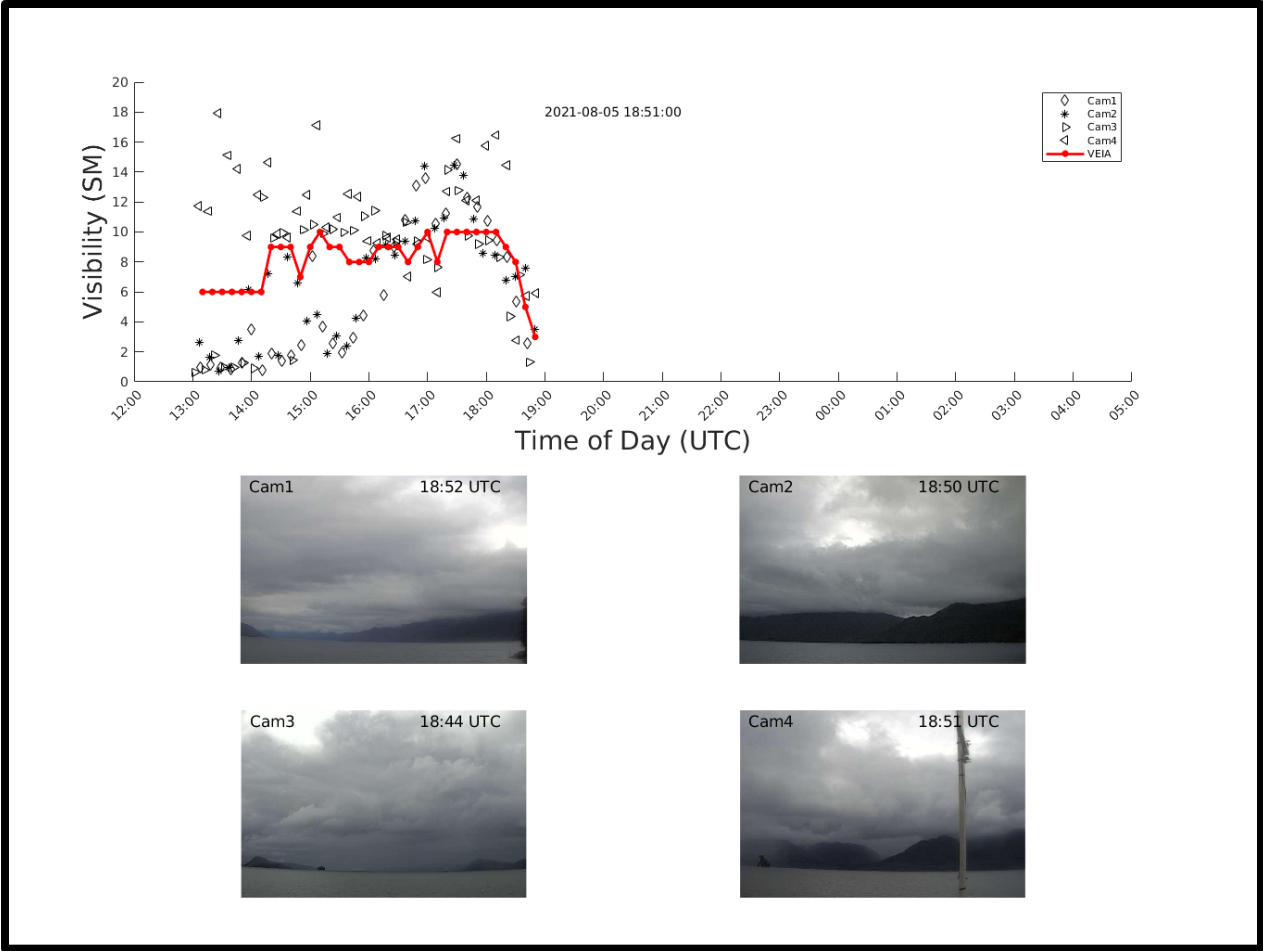 Visibility (SM)
20
18
16
14
12
10
8
6
4
2
0
2021-08-05 18:51:00
Cam1
Cam2
Cam3
Cam4
VEIA
12:00
13:00
14:00
15:00
16:00
17:00
18:00
19:00
20:00
21:00
22:00
23:00
00:00
01:00
02:00
03:00
04:00
05:00
Time of Day (UTC)
Cam1 18:52 UTC
Cam2 18:50 UTC
Cam3 18:44 UTC
Cam4 18:51 UTC